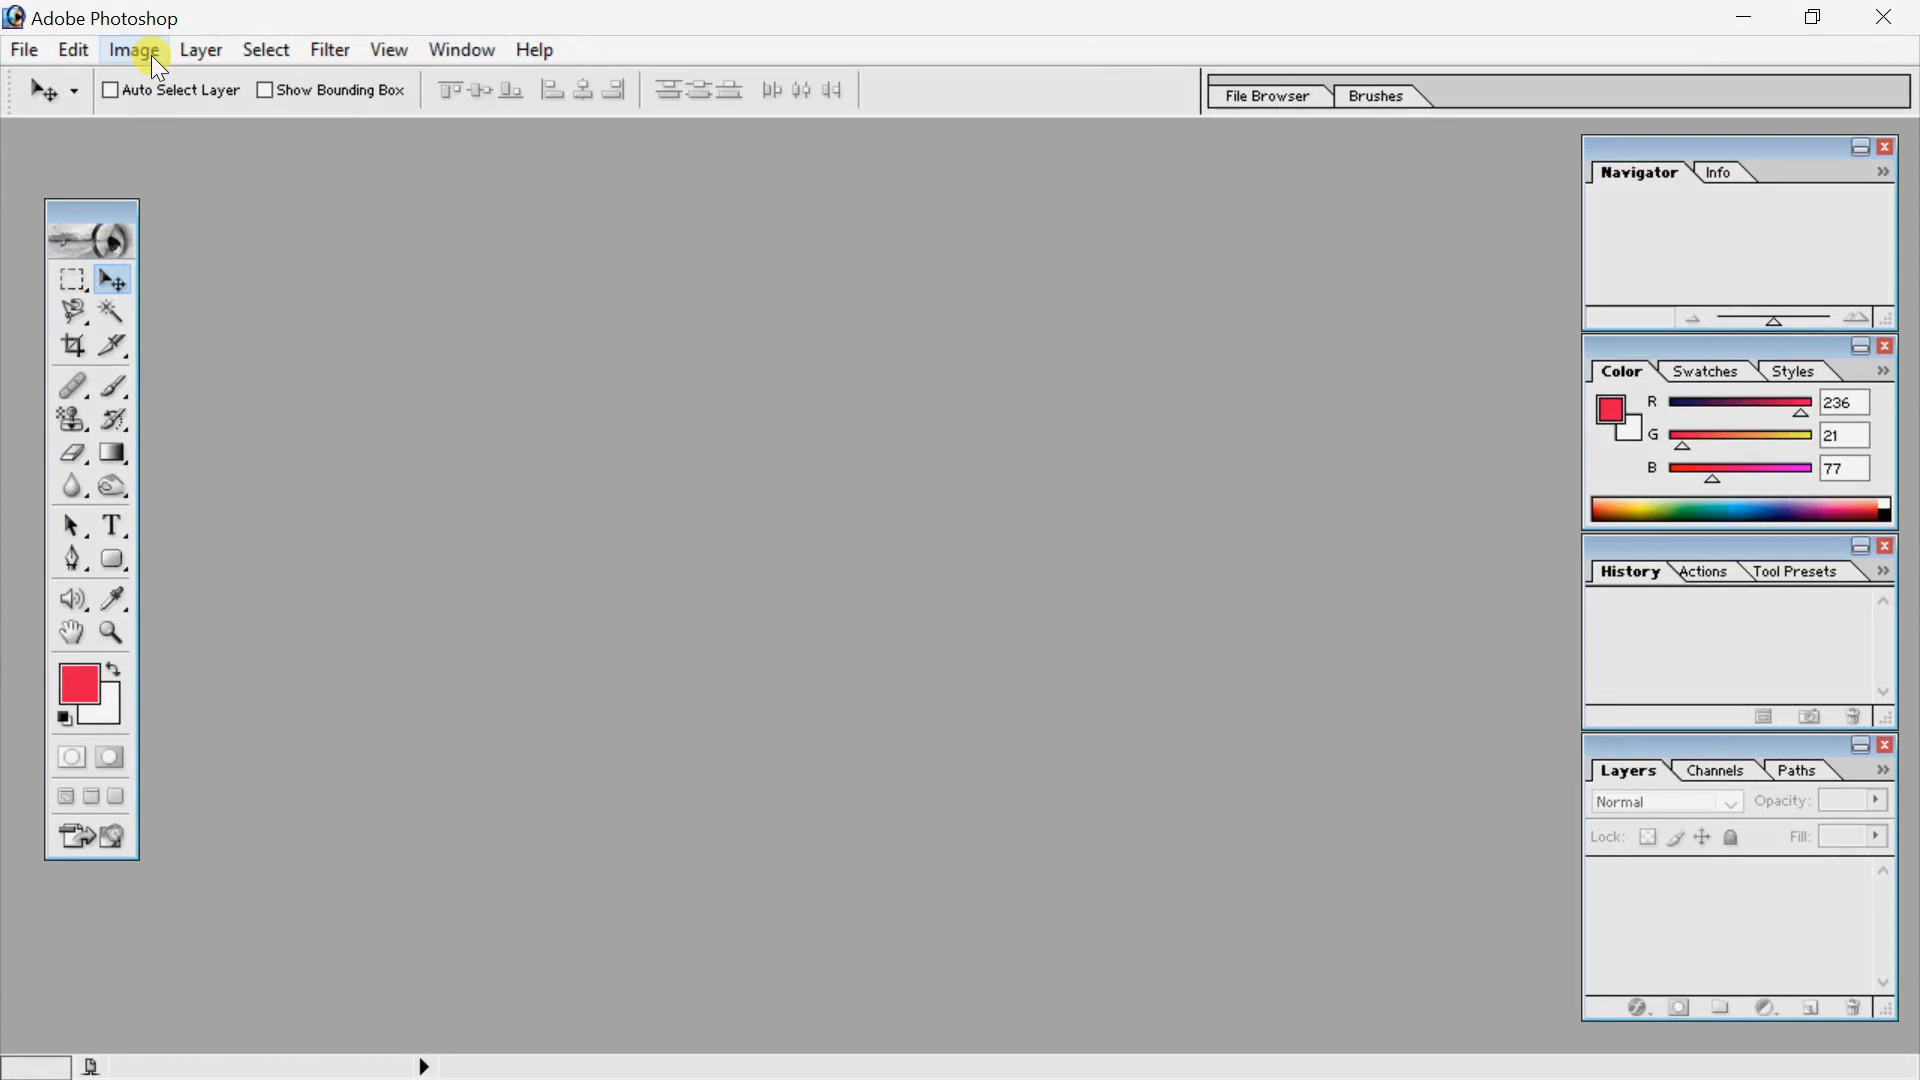 Adobe Photoshop
File Edit Image Layer Select Filter View Window Help
Auto Select Layer Show Bounding Box File Browser Brushes
Navigator Info
Color Swatches Styles
R 236
G 21
B 77
T
History Actions Tool Presets
Layers Channels Paths
Normal Opacity:
Lock: Fill: